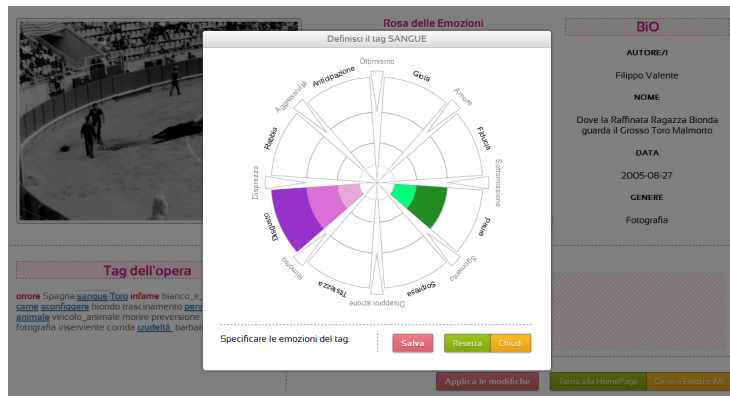 Rosa delle Emozioni
BiO
Definisci il tag SANGUE
AUTORE/I
Filippo Valente
NOME
Dove la Raffinata Ragazza Bionda
guarda il Grosso Toro Malmorto
DATA
2005-08-27
GENERE
Fotografia
Ottimismo
Anticipazione
Gioia
Aggressività
Amore
Rabbia
Fiducia
Disprezzo
Sottomissione
Disgusto
Paura
Rimorso
Sgomento
Tristezza
Sorpresa
Disapprovazione
Tag dell'opera
orrore Spagna sangue Toro infame bianco_e_
carne sconfiggere biondo trascinamento perv
animale veicolo_animale morire preversione
fotografia inserviente corrida crudeltà barbar
Specificare le emozioni del tag.
Salva
Resetta
Chiudi
Applica le modifiche
Torna alla HomePage
Genera EmotionML